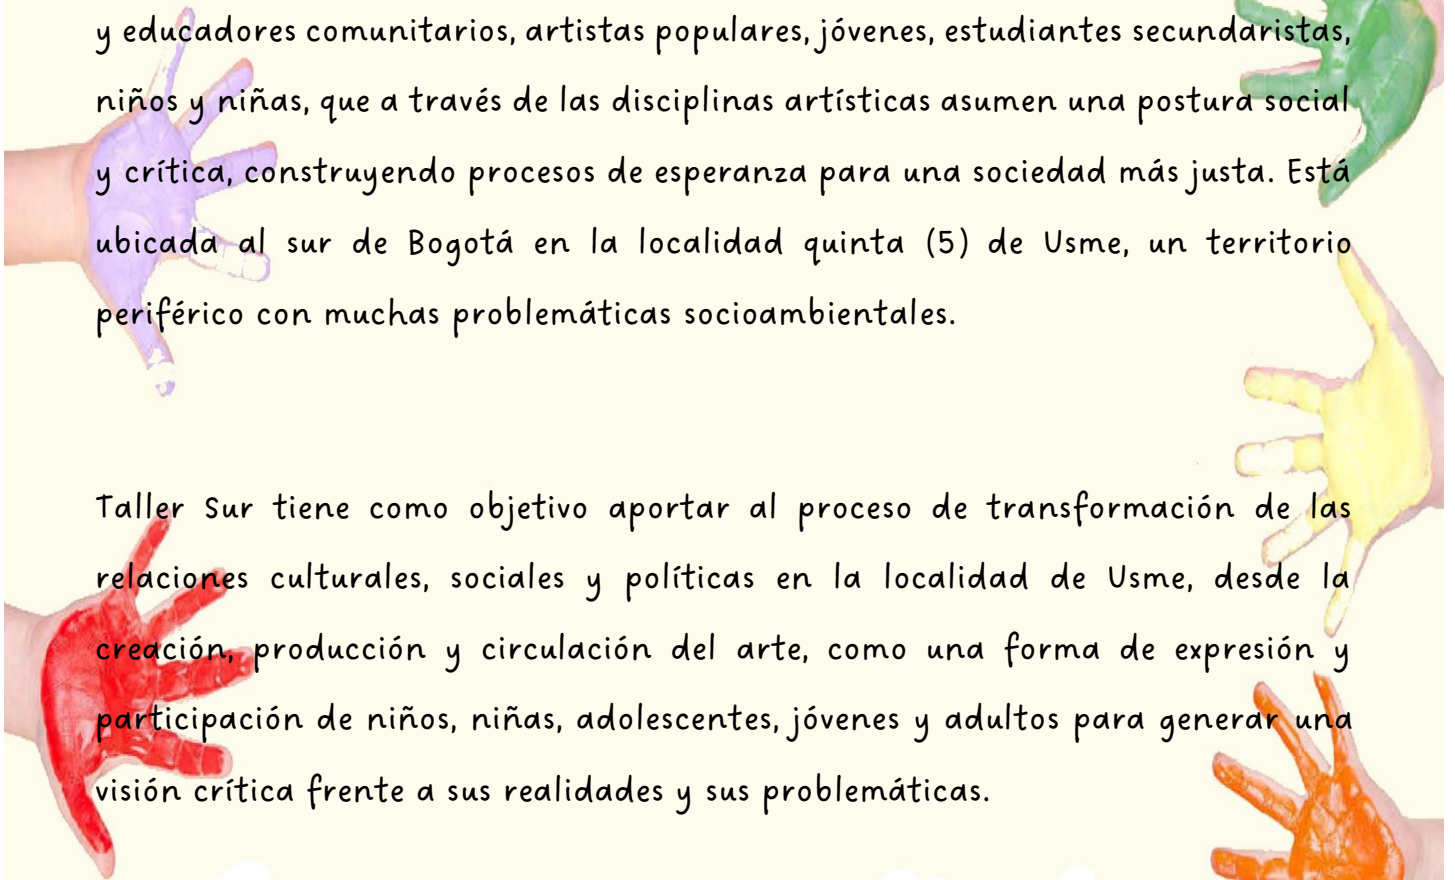 y educadores comunitarios, artistas populares, jóvenes, estudiantes secundaristas,
niños y niñas, que a través de las disciplinas artísticas asumen una postura social
y crítica, construyendo procesos de esperanza para una sociedad más justa. Está
ubicada al sur de Bogotá en la localidad quinta (5) de Usme, un territorio
periférico con muchas problemáticas socioambientales.
Taller Sur tiene como objetivo aportar al proceso de transformación de las
relaciones culturales, sociales y políticas en la localidad de Usme, desde la
creación, producción y circulación del arte, como una forma de expresión y
participación de niños, niñas, adolescentes, jóvenes y adultos para generar una
visión crítica frente a sus realidades y sus problemáticas.